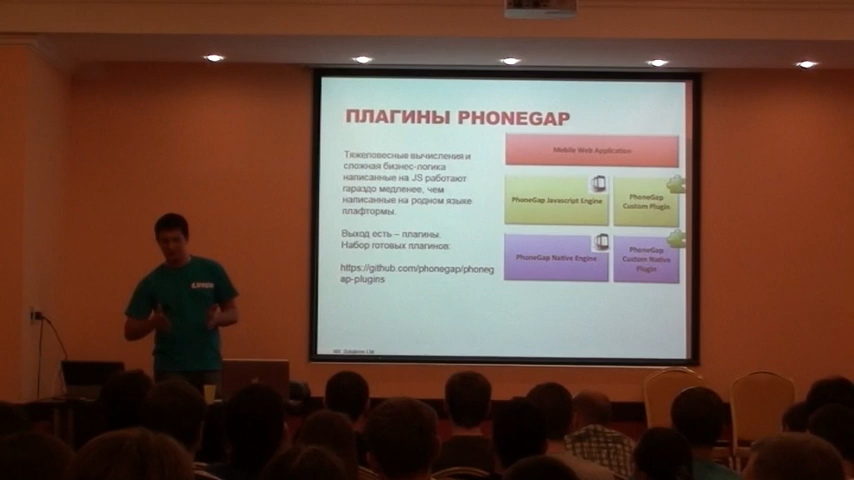 ПЛАГИНЫ PHONEGAP
Тяжеловесные вычисления и
сложная бизнес-логика
написанные на JS работают
гараздо медленее, чем
написанные на родном языке
плафтормы.
Выход есть – плагины.
Набор готовых плагинов:
https://github.com/phonegap/phoneg
ap-plugins
Mobile Web Application
PhoneGap Javascript Engine
PhoneGap
Custom Plugin
PhoneGap Native Engine
PhoneGap
Custom Native
Plugin